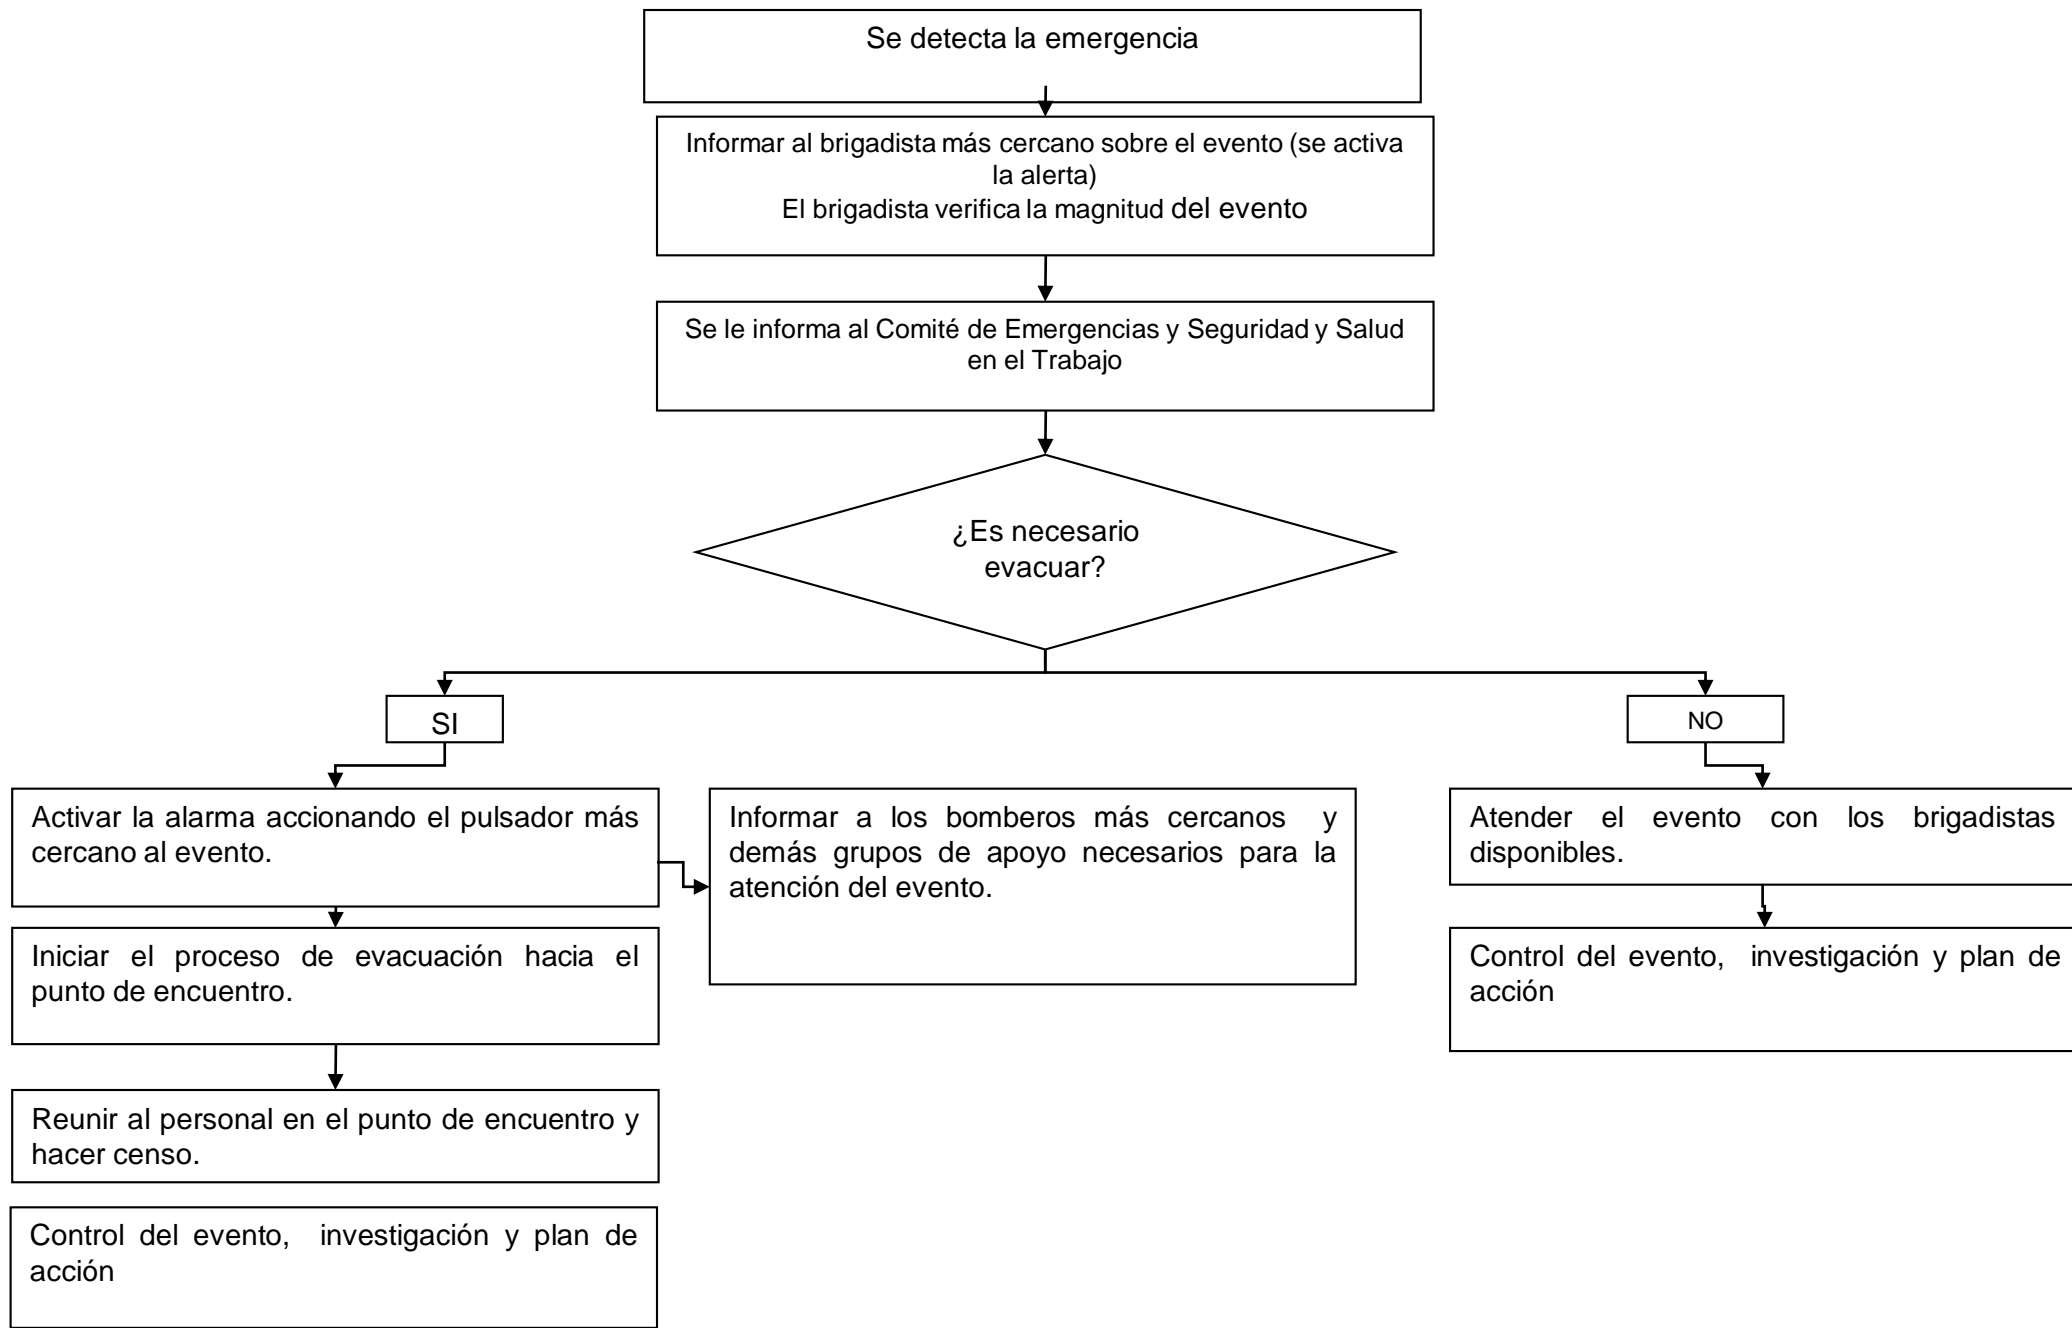 Se detecta la emergencia
Informar al brigadista más cercano sobre el evento (se activa
la alerta)
El brigadista verifica la magnitud del evento
Se le informa al Comité de Emergencias y Seguridad y Salud
en el Trabajo
¿Es necesario
evacuar?
SI
NO
Activar la alarma accionando el pulsador más
cercano al evento.
Informar a los bomberos más cercanos y
demás grupos de apoyo necesarios para la
atención del evento.
Atender el evento con los brigadistas
disponibles.
Iniciar el proceso de evacuación hacia el
punto de encuentro.
Control del evento, investigación y plan de
acción
Reunir al personal en el punto de encuentro y
hacer censo.
Control del evento, investigación y plan de
acción